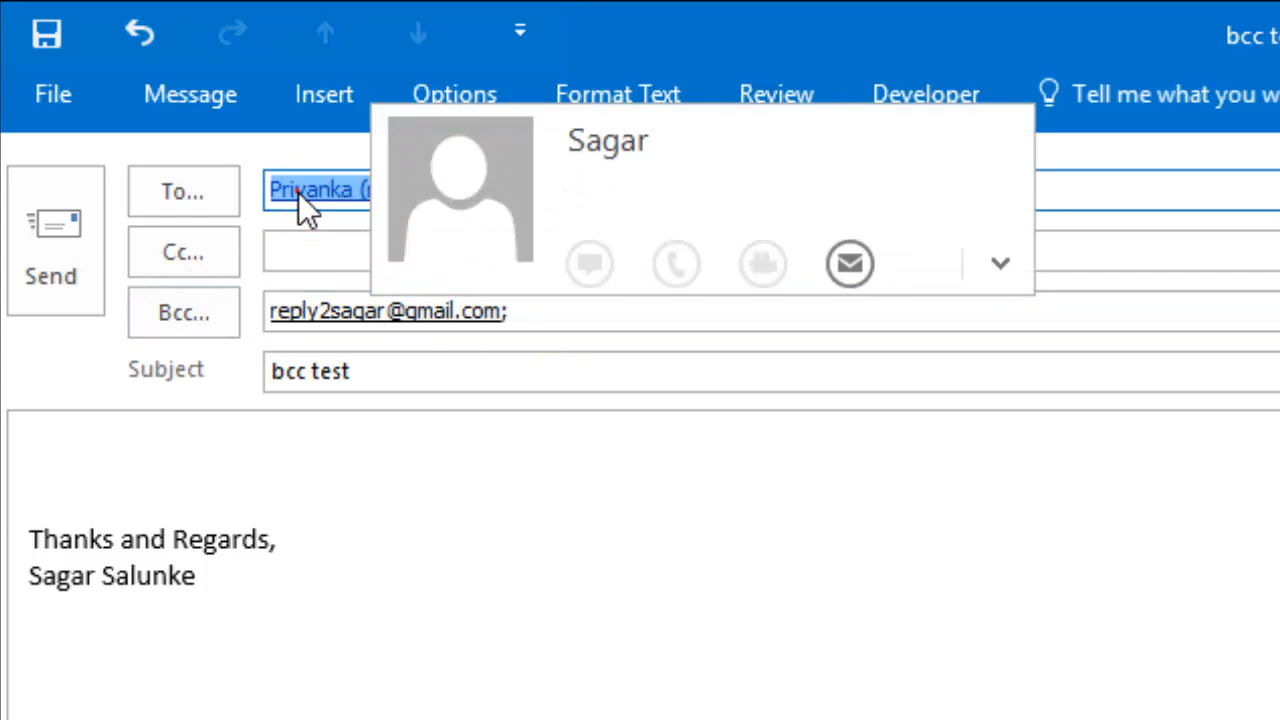 bcc t
File Message Insert Options Format Text Review Developer Tell me what you w
Sagar
To... Priyanka (
Cc...
Send
Bcc... reply2sagar@gmail.com;
Subject bcc test
Thanks and Regards,
Sagar Salunke